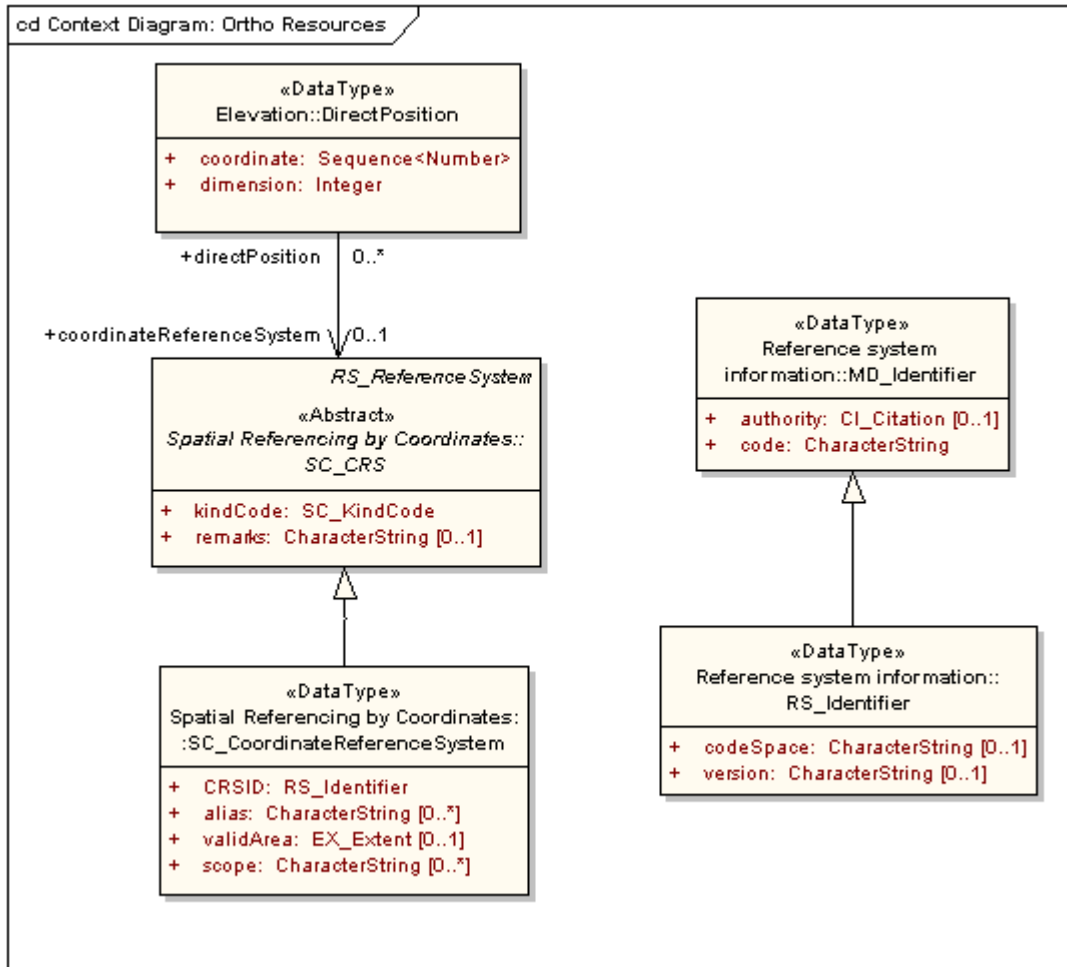 cd Context Diagram: Ortho Resources
«DataType»
Elevation::DirectPosition
+ coordinate: Sequence<Number>
+ dimension: Integer
+directPosition 0..*
+coordinateReferenceSystem 0..1
RS_ReferenceSystem
«Abstract»
Spatial Referencing by Coordinates::
SC_CRS
+ kindCode: SC_KindCode
+ remarks: CharacterString [0..1]
«DataType»
Spatial Referencing by Coordinates:
:SC_CoordinateReferenceSystem
+ CRSID: RS_Identifier
+ alias: CharacterString [0..*]
+ validArea: EX_Extent [0..1]
+ scope: CharacterString [0..*]
«DataType»
Reference system
information::MD_Identifier
+ authority: CI_Citation [0..1]
+ code: CharacterString
«DataType»
Reference system information::
RS_Identifier
+ codeSpace: CharacterString [0..1]
+ version: CharacterString [0..1]